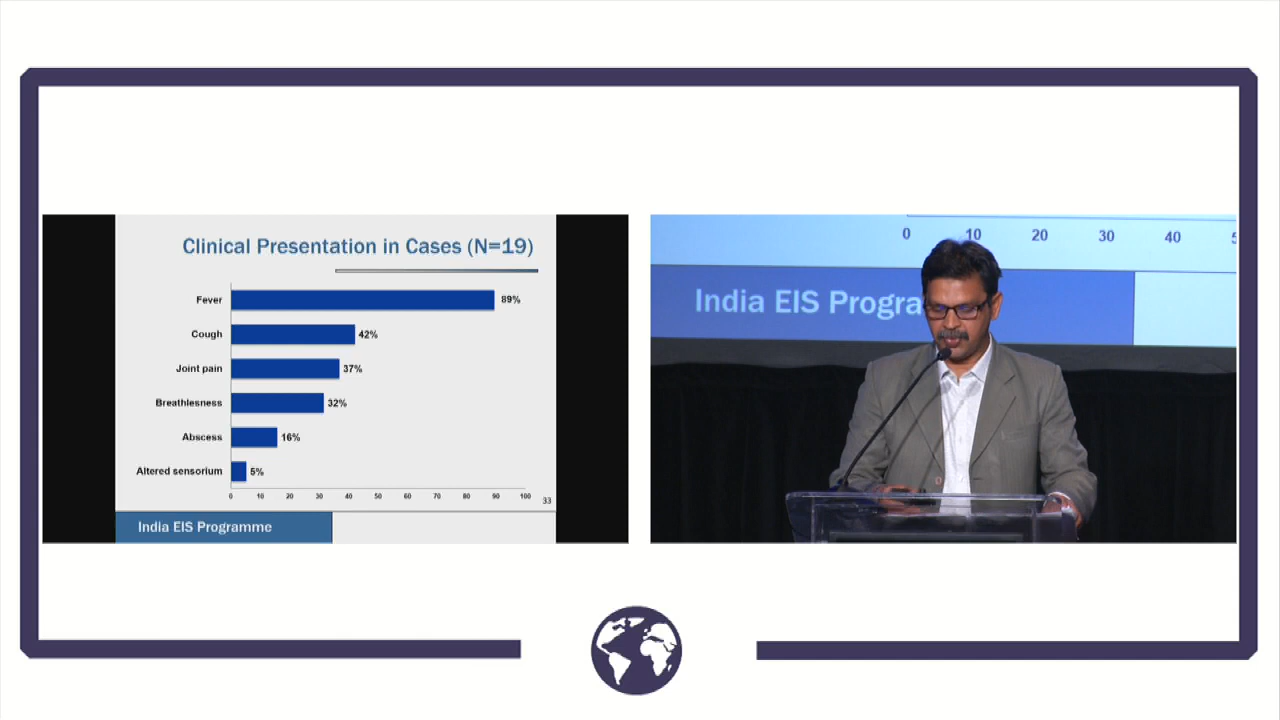 Clinical Presentation in Cases (N=19)
Fever 89%
Cough 42%
Joint pain 37%
Breathlesness 32%
Abscess 16%
Altered sensorium 5%
0 10 20 30 40 50 60 70 80 90 100
33
India EIS Programme
0 10 20 30 40 5
India EIS Progra